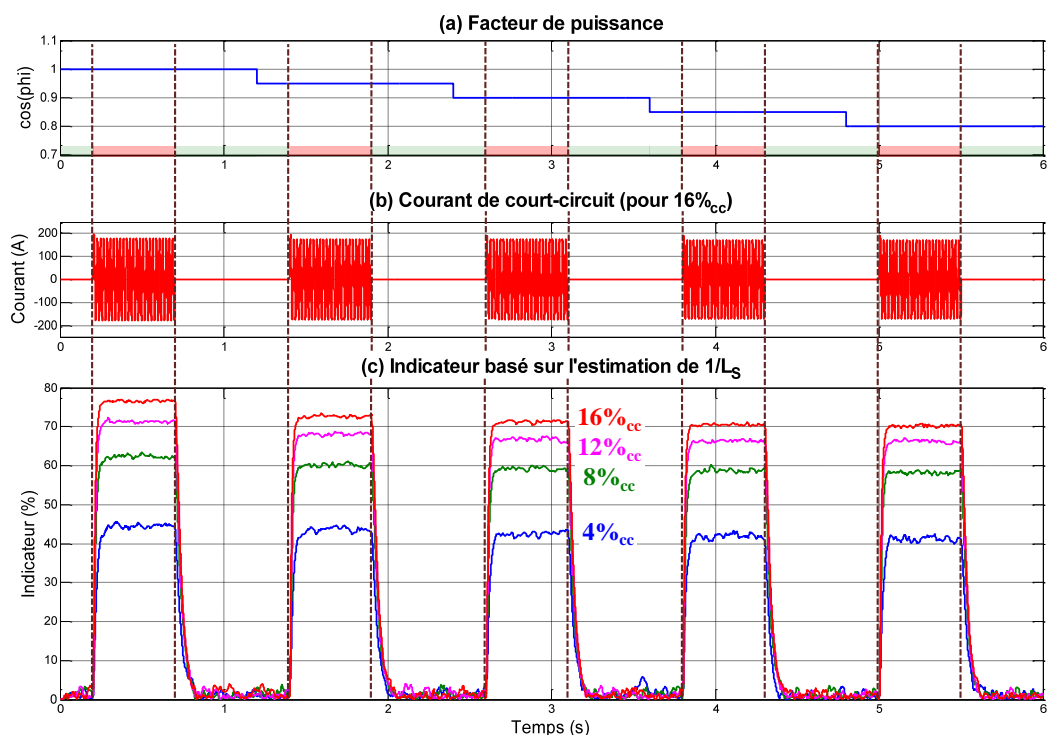 (a) Facteur de puissance
1.1
1
0.9
0.8
0.7
cos(phi)
0 1 2 3 4 5 6
(b) Courant de court-circuit (pour 16%cc)
200
100
0
-100
-200
Courant (A)
0 1 2 3 4 5 6
(c) Indicateur basé sur l'estimation de 1/LS
80
70
60
50
40
30
20
10
0
Indicateur (%)
16%cc
12%cc
8%cc
4%cc
0 1 2 3 4 5 6
Temps (s)